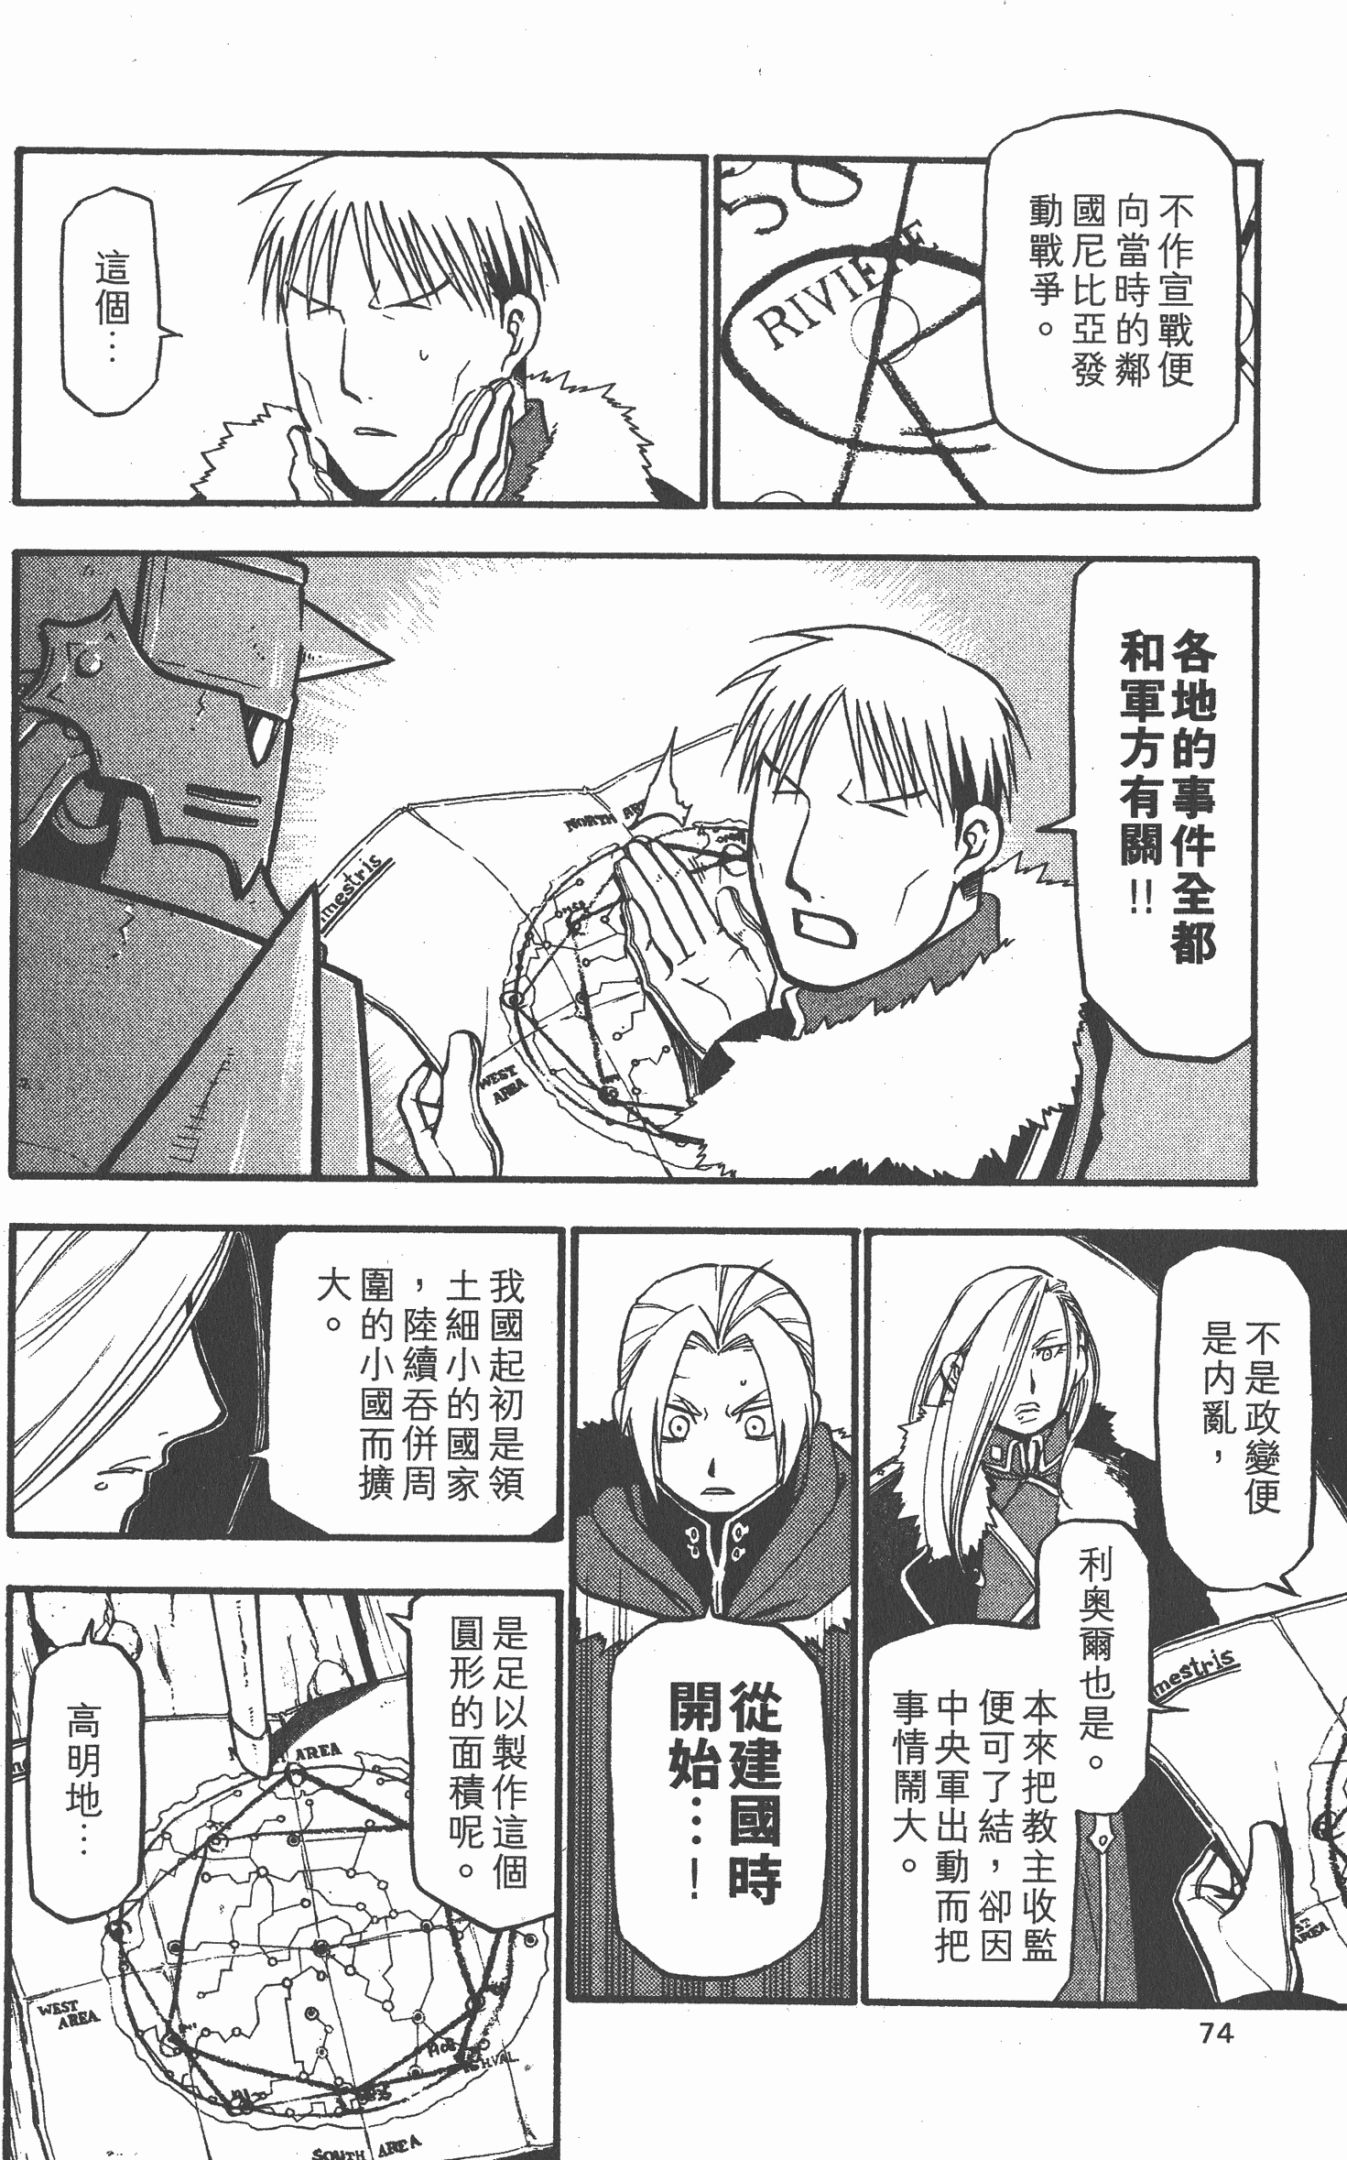 不作宣戰便
向當時的鄰
國尼比亞發
動戰爭。
RIVIERE
58
這個…
各地的事件全都
和軍方有關!!
NORTH AREA
mestris
WEST
AREA
不是政變便
是內亂，
利奧爾也是。
本來把教主收監
便可了結，卻因
中央軍出動而把
事情鬧大。
mestris
ST
AREA
從建國時
開始…!
我國起初是領
土細小的國家
，陸續吞併周
圍的小國而擴
大。
是足以製作這個
圓形的面積呢。
高明地…
AREA
WEST
AREA
SOUTH AREA
74